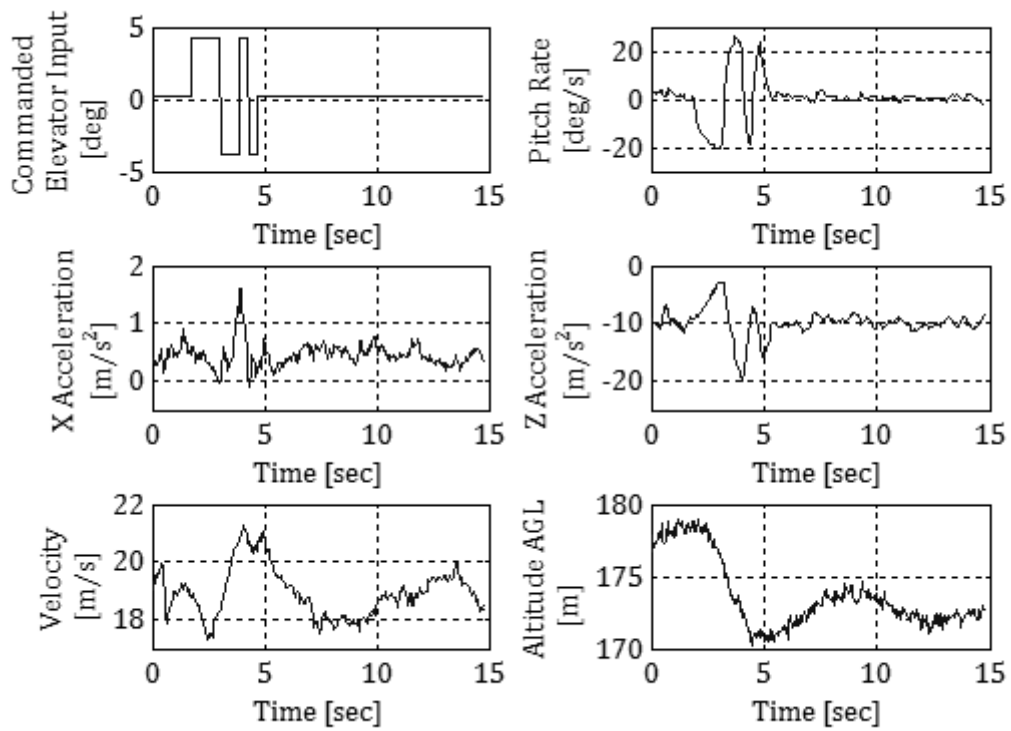 Commanded
Elevator Input
[deg]
5
0
-5
0
5
10
15
Time [sec]
Pitch Rate
[deg/s]
20
0
-20
0
5
10
15
Time [sec]
X Acceleration
[m/s²]
2
1
0
0
5
10
15
Time [sec]
Z Acceleration
[m/s²]
0
-10
-20
0
5
10
15
Time [sec]
Velocity
[m/s]
22
20
18
0
5
10
15
Time [sec]
Altitude AGL
[m]
180
175
170
0
5
10
15
Time [sec]